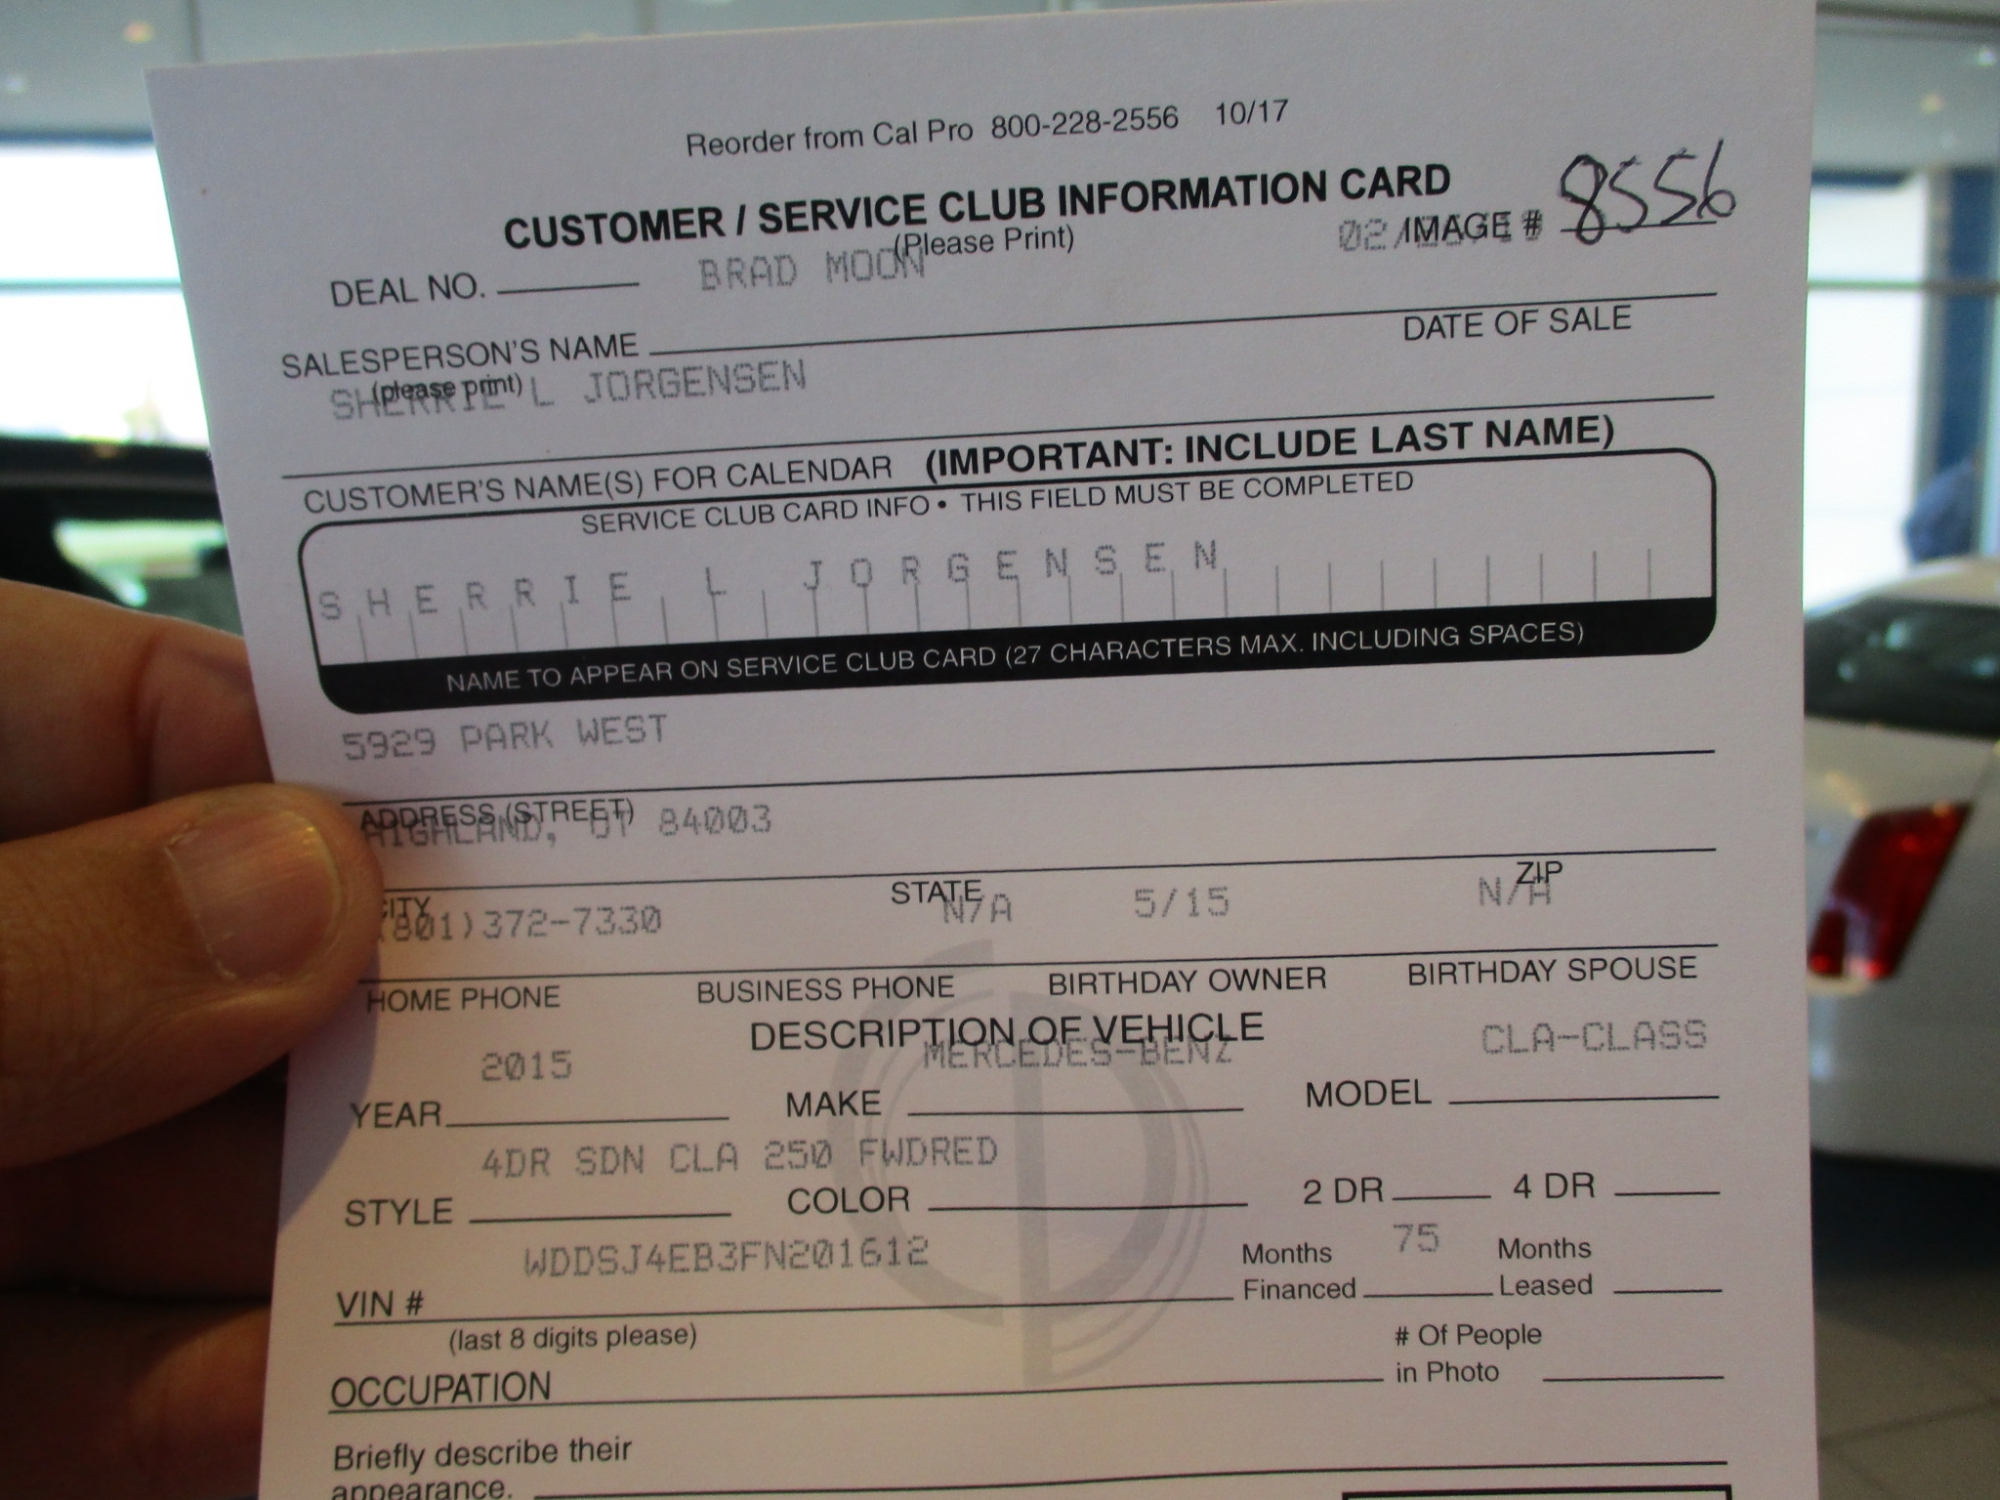 Reorder from Cal Pro 800-228-2556 10/17
CUSTOMER / SERVICE CLUB INFORMATION CARD
(Please Print)
02/ IMAGE # 8556
DEAL NO. BRAD MOON
SALESPERSON'S NAME DATE OF SALE
(please print)
SHERRIE L JORGENSEN
CUSTOMER'S NAME(S) FOR CALENDAR (IMPORTANT: INCLUDE LAST NAME)
SERVICE CLUB CARD INFO • THIS FIELD MUST BE COMPLETED
SHERRIE L JORGENSEN
NAME TO APPEAR ON SERVICE CLUB CARD (27 CHARACTERS MAX. INCLUDING SPACES)
5929 PARK WEST
ADDRESS (STREET)
HIGHLAND, UT 84003
CITY STATE ZIP
(801)372-7330 N/A 5/15 N/A
HOME PHONE BUSINESS PHONE BIRTHDAY OWNER BIRTHDAY SPOUSE
DESCRIPTION OF VEHICLE
2015 MERCEDES-BENZ CLA-CLASS
YEAR MAKE MODEL
4DR SDN CLA 250 FWDRED
STYLE COLOR 2 DR 4 DR
WDDSJ4EB3FN201612 Months 75 Months
VIN # Financed Leased
(last 8 digits please) # Of People
OCCUPATION in Photo
Briefly describe their
appearance.